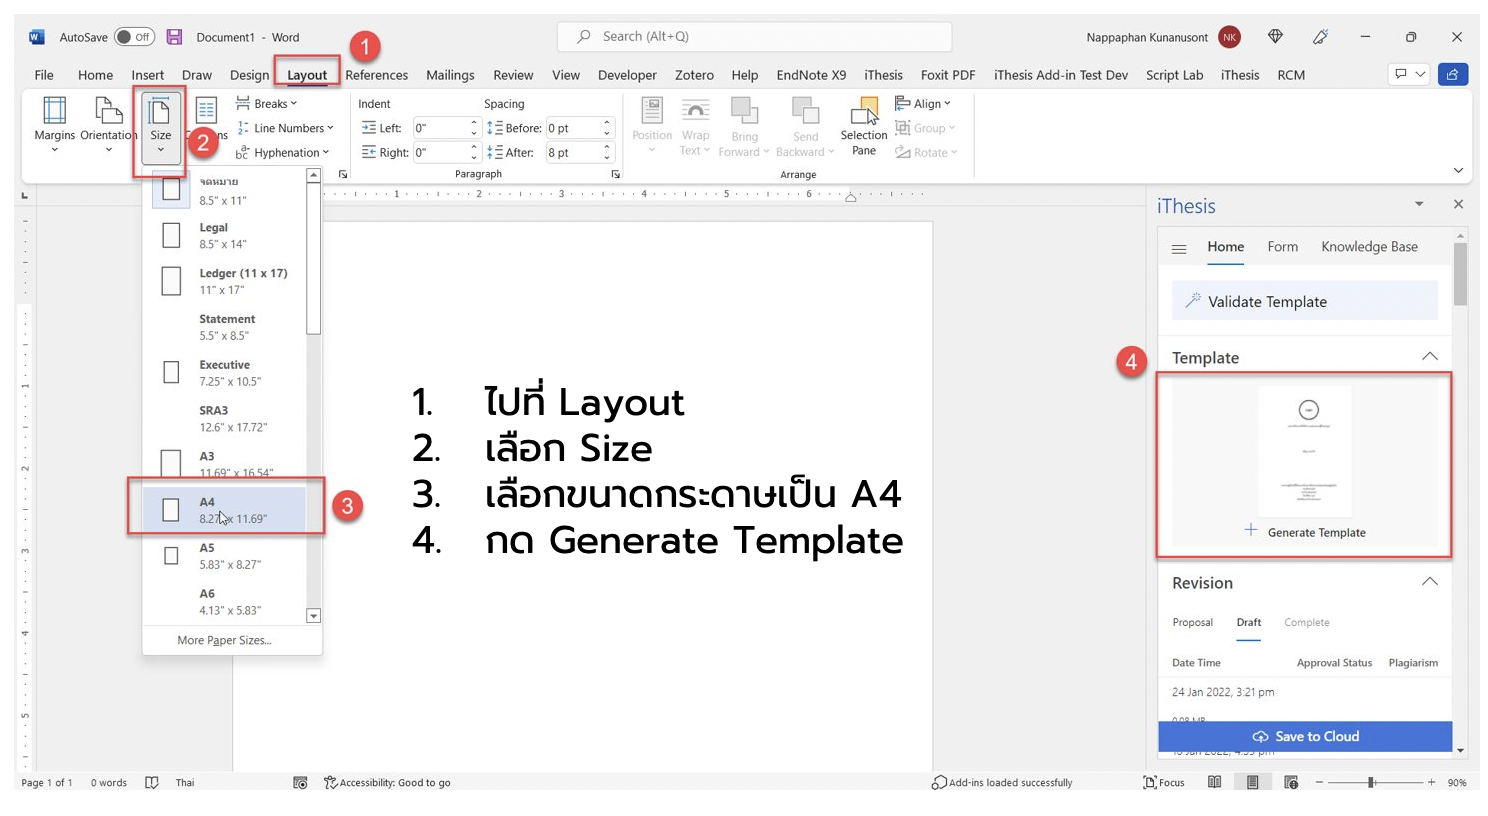 AutoSave Off Document1 - Word Search (Alt+Q) Nappaphan Kunanusont NK
1
File Home Insert Draw Design Layout References Mailings Review View Developer Zotero Help EndNote X9 iThesis Foxit PDF iThesis Add-in Test Dev Script Lab iThesis RCM
Margins Orientation Size
2
Breaks
Line Numbers
Hyphenation
Indent Spacing
Left: 0" Before: 0 pt
Right: 0" After: 8 pt
Paragraph
Position Wrap Text Bring Forward Send Backward Selection Pane
Align
Group
Rotate
Arrange
1 2 3 4 5 6
จดหมาย
8.5" x 11"
Legal
8.5" x 14"
Ledger (11 x 17)
11" x 17"
Statement
5.5" x 8.5"
Executive
7.25" x 10.5"
SRA3
12.6" x 17.72"
A3
11.69" x 16.54"
A4
8.27" x 11.69"
3
A5
5.83" x 8.27"
A6
4.13" x 5.83"
More Paper Sizes...
1
2
3
4
5
1. ไปที่ Layout
2. เลือก Size
3. เลือกขนาดกระดาษเป็น A4
4. กด Generate Template
iThesis
Home Form Knowledge Base
Validate Template
4
Template
Generate Template
Revision
Proposal Draft Complete
Date Time Approval Status Plagiarism
24 Jan 2022, 3:21 pm
Save to Cloud
Page 1 of 1 0 words Thai Accessibility: Good to go Add-ins loaded successfully Focus 90%